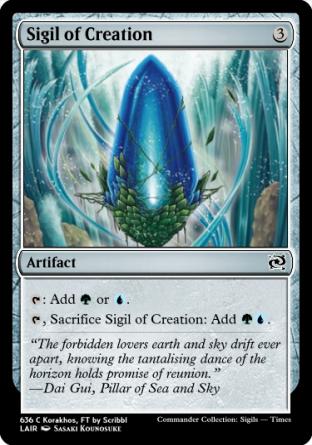 Sigil of Creation 3
Artifact
: Add or .
, Sacrifice Sigil of Creation: Add .
“The forbidden lovers earth and sky drift ever
apart, knowing the tantalising dance of the
horizon holds promise of reunion.”
—Dai Gui, Pillar of Sea and Sky
636 C Korakhos, FT by Scribbl
Commander Collection: Sigils — Times
LAIR Sasaki Kounosuke